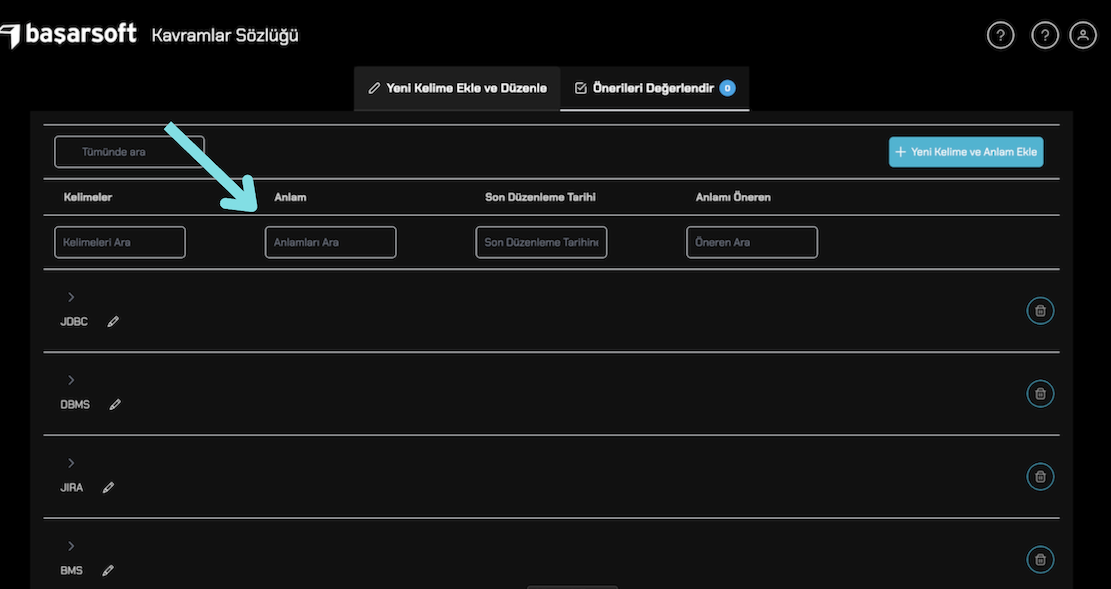 başarsoft Kavramlar Sözlüğü
? ?
Yeni Kelime Ekle ve Düzenle Önerileri Değerlendir 0
Tümünde ara + Yeni Kelime ve Anlam Ekle
Kelimeler Anlam Son Düzenleme Tarihi Anlamı Öneren
Kelimeleri Ara Anlamları Ara Son Düzenleme Tarihine Öneren Ara
JDBC
DBMS
JIRA
BMS